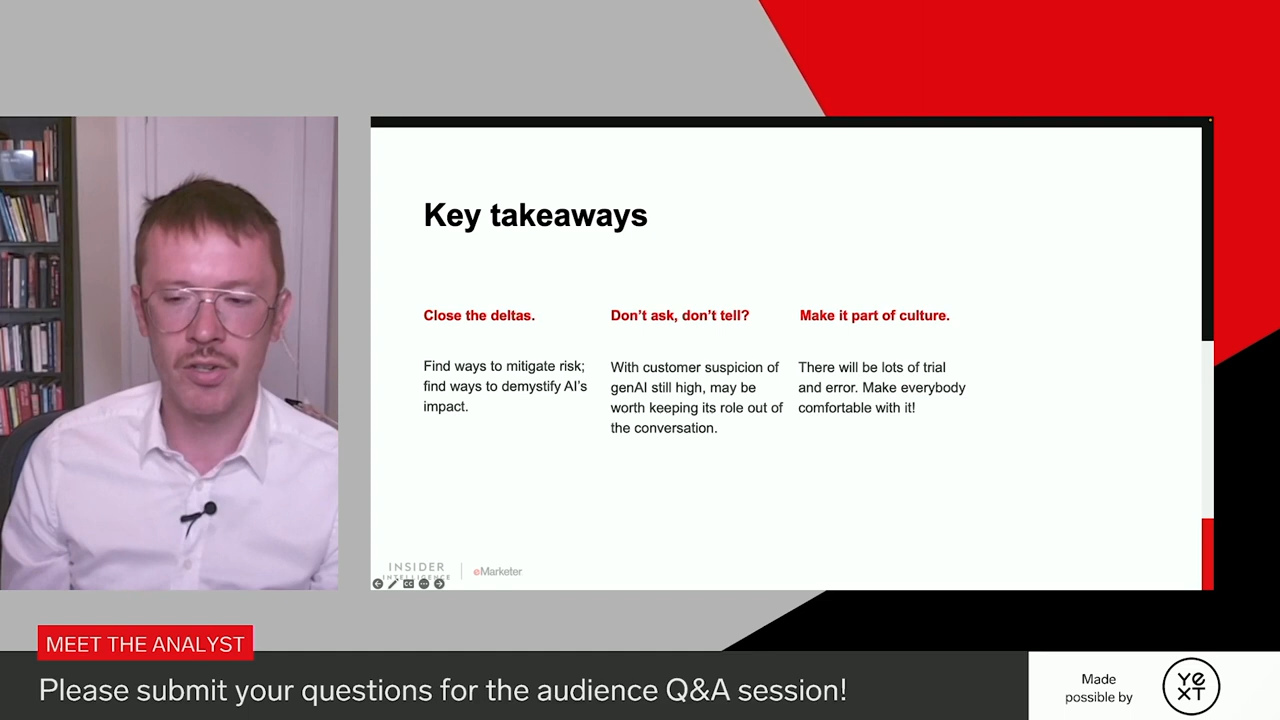 Key takeaways
Close the deltas.
Find ways to mitigate risk;
find ways to demystify AI's
impact.
Don't ask, don't tell?
With customer suspicion of
genAI still high, may be
worth keeping its role out of
the conversation.
Make it part of culture.
There will be lots of trial
and error. Make everybody
comfortable with it!
INSIDER
INTELLIGENCE
eMarketer
MEET THE ANALYST
Please submit your questions for the audience Q&A session!
Made
possible by
YEXT